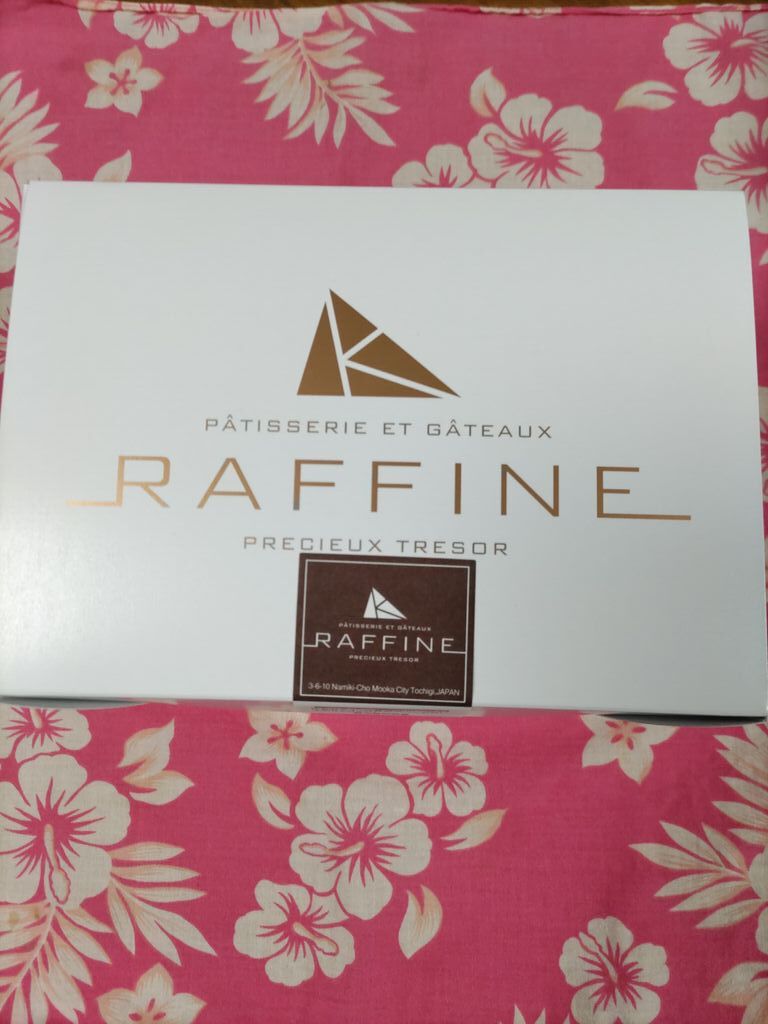 PÂTISSERIE ET GÂTEAUX
RAFFINE
PRECIEUX TRESOR
PÂTISSERIE ET GÂTEAUX
RAFFINE
PRECIEUX TRESOR
3-6-10 Namiki-Cho Mooka City Tochigi,JAPAN